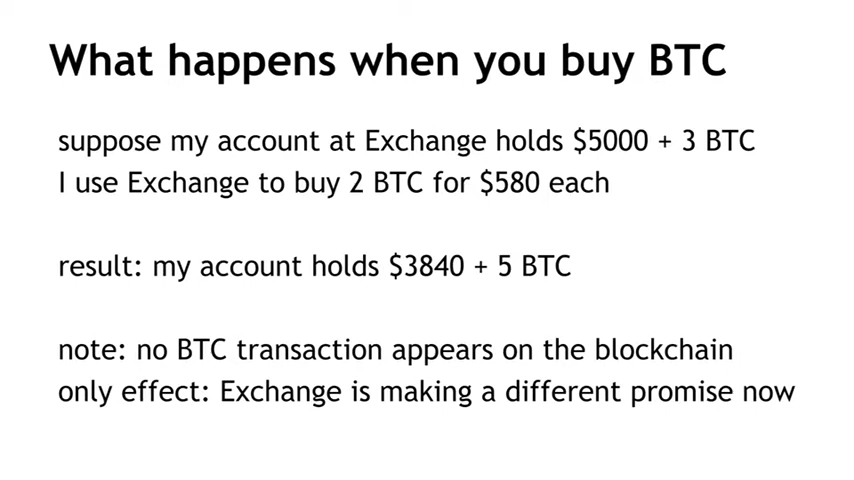 What happens when you buy BTC
suppose my account at Exchange holds $5000 + 3 BTC
I use Exchange to buy 2 BTC for $580 each
result: my account holds $3840 + 5 BTC
note: no BTC transaction appears on the blockchain
only effect: Exchange is making a different promise now